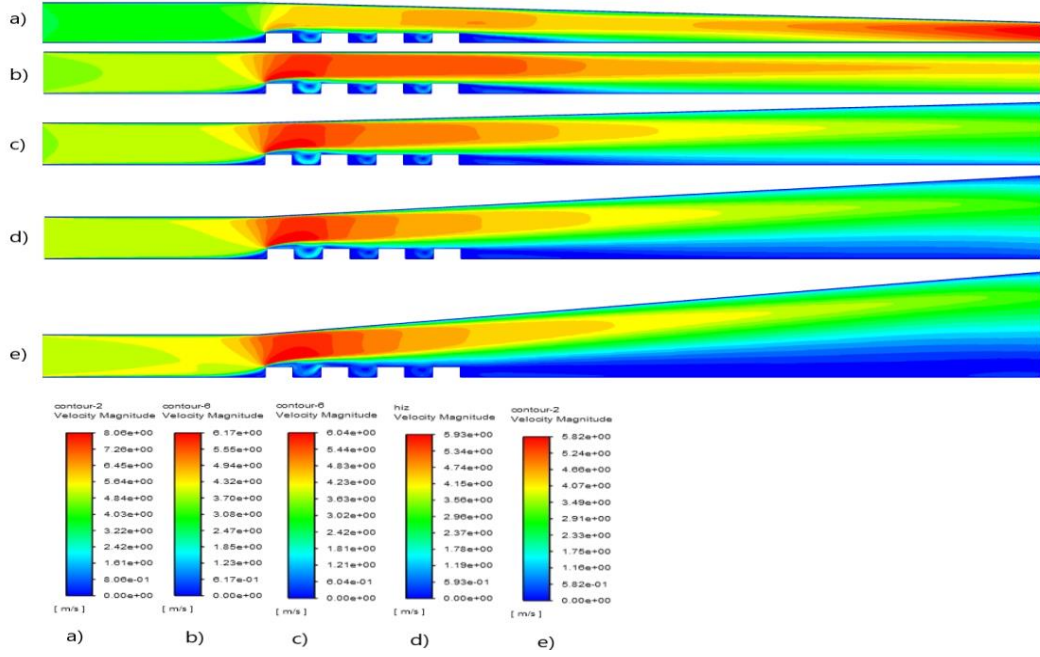 a)
b)
c)
d)
e)
contour-2
Velocity Magnitude
8.06e+00
7.26e+00
6.45e+00
5.64e+00
4.84e+00
4.03e+00
3.22e+00
2.42e+00
1.61e+00
8.06e-01
0.00e+00
[ m/s ]
a)
contour-6
Velocity Magnitude
6.17e+00
5.55e+00
4.94e+00
4.32e+00
3.70e+00
3.08e+00
2.47e+00
1.85e+00
1.23e+00
6.17e-01
0.00e+00
[ m/s ]
b)
contour-6
Velocity Magnitude
6.04e+00
5.44e+00
4.83e+00
4.23e+00
3.63e+00
3.02e+00
2.42e+00
1.81e+00
1.21e+00
6.04e-01
0.00e+00
[ m/s ]
c)
hiz
Velocity Magnitude
5.93e+00
5.34e+00
4.74e+00
4.15e+00
3.56e+00
2.96e+00
2.37e+00
1.78e+00
1.19e+00
5.93e-01
0.00e+00
[ m/s ]
d)
contour-2
Velocity Magnitude
5.82e+00
5.24e+00
4.66e+00
4.07e+00
3.49e+00
2.91e+00
2.33e+00
1.75e+00
1.16e+00
5.82e-01
0.00e+00
[ m/s ]
e)